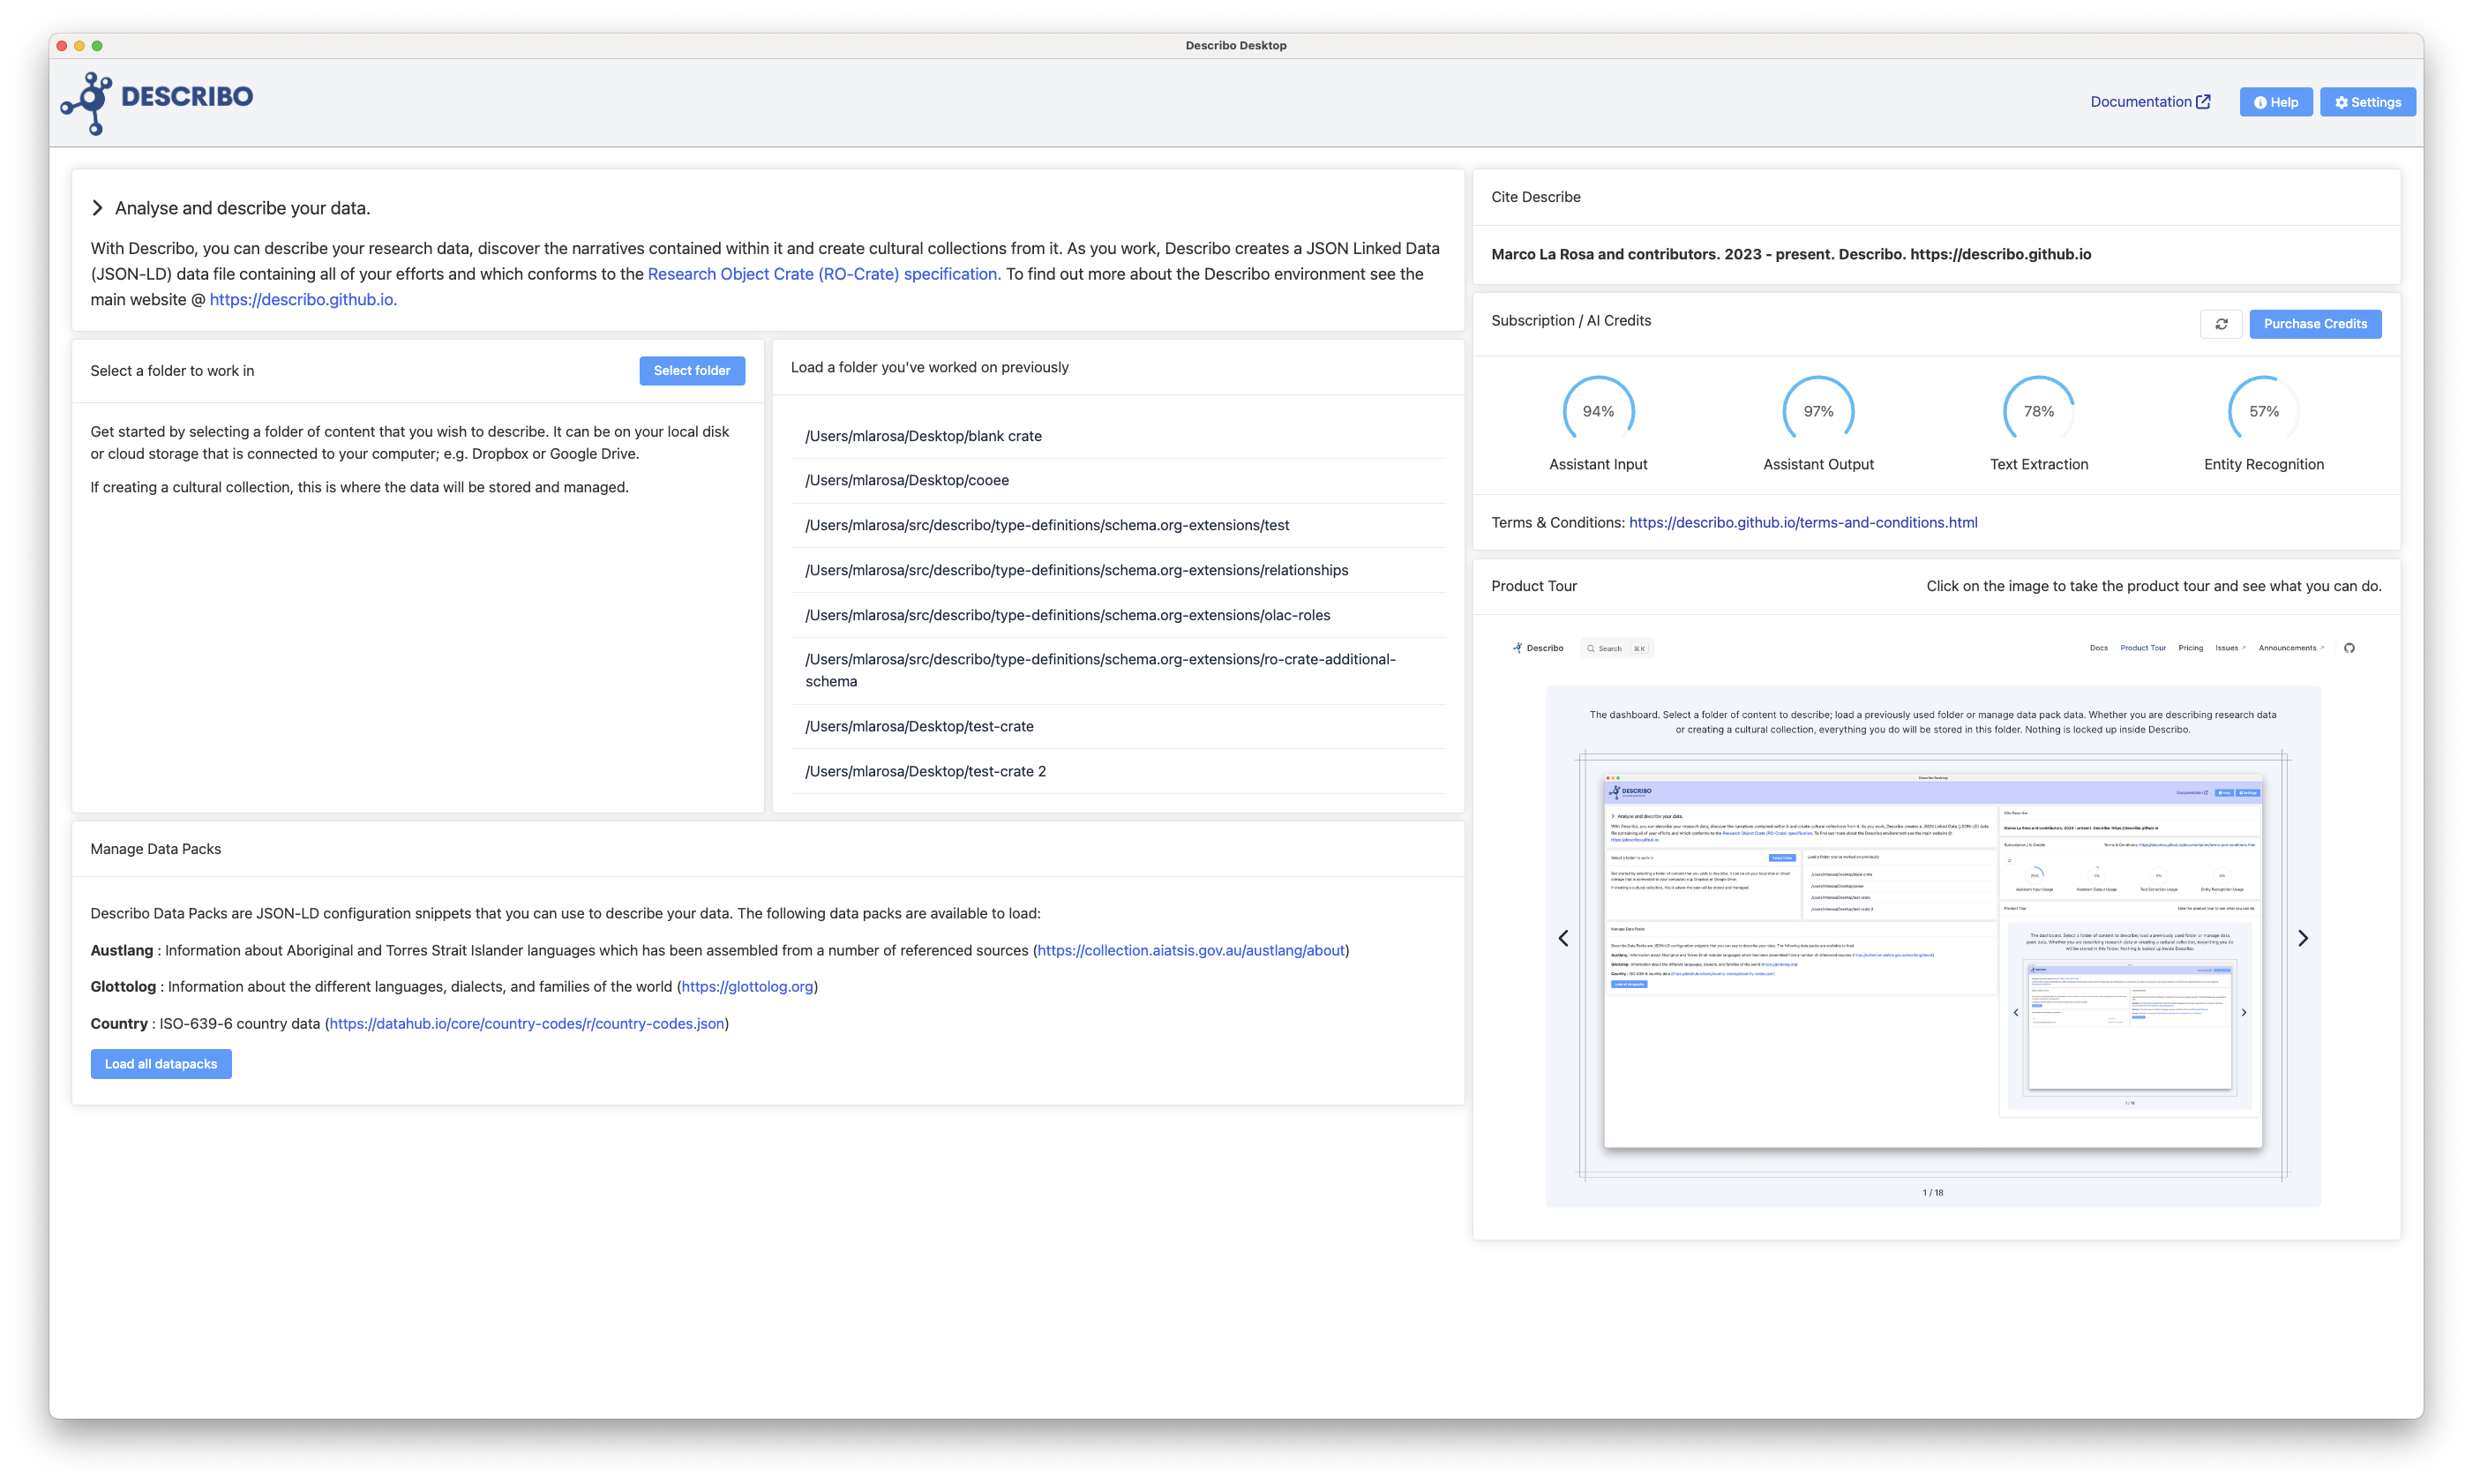 Describo Desktop
DESCRIBO
Documentation
Help
Settings
Analyse and describe your data.
With Describo, you can describe your research data, discover the narratives contained within it and create cultural collections from it. As you work, Describo creates a JSON Linked Data
(JSON-LD) data file containing all of your efforts and which conforms to the Research Object Crate (RO-Crate) specification. To find out more about the Describo environment see the
main website @ https://describo.github.io.
Select a folder to work in
Select folder
Get started by selecting a folder of content that you wish to describe. It can be on your local disk
or cloud storage that is connected to your computer; e.g. Dropbox or Google Drive.
If creating a cultural collection, this is where the data will be stored and managed.
Load a folder you've worked on previously
/Users/mlarosa/Desktop/blank crate
/Users/mlarosa/Desktop/cooee
/Users/mlarosa/src/describo/type-definitions/schema.org-extensions/test
/Users/mlarosa/src/describo/type-definitions/schema.org-extensions/relationships
/Users/mlarosa/src/describo/type-definitions/schema.org-extensions/olac-roles
/Users/mlarosa/src/describo/type-definitions/schema.org-extensions/ro-crate-additional-
schema
/Users/mlarosa/Desktop/test-crate
/Users/mlarosa/Desktop/test-crate 2
Manage Data Packs
Describo Data Packs are JSON-LD configuration snippets that you can use to describe your data. The following data packs are available to load:
Austlang : Information about Aboriginal and Torres Strait Islander languages which has been assembled from a number of referenced sources (https://collection.aiatsis.gov.au/austlang/about)
Glottolog : Information about the different languages, dialects, and families of the world (https://glottolog.org)
Country : ISO-639-6 country data (https://datahub.io/core/country-codes/r/country-codes.json)
Load all datapacks
Cite Describe
Marco La Rosa and contributors. 2023 - present. Describo. https://describo.github.io
Subscription / AI Credits
Purchase Credits
94%
97%
78%
57%
Assistant Input
Assistant Output
Text Extraction
Entity Recognition
Terms & Conditions: https://describo.github.io/terms-and-conditions.html
Product Tour
Click on the image to take the product tour and see what you can do.
Describo
Search
⌘K
Docs
Product Tour
Pricing
Issues
Announcements
The dashboard. Select a folder of content to describe; load a previously used folder or manage data pack data. Whether you are describing research data
or creating a cultural collection, everything you do will be stored in this folder. Nothing is locked up inside Describo.
DESCRIBO
Analyse and describe your data.
1 / 18